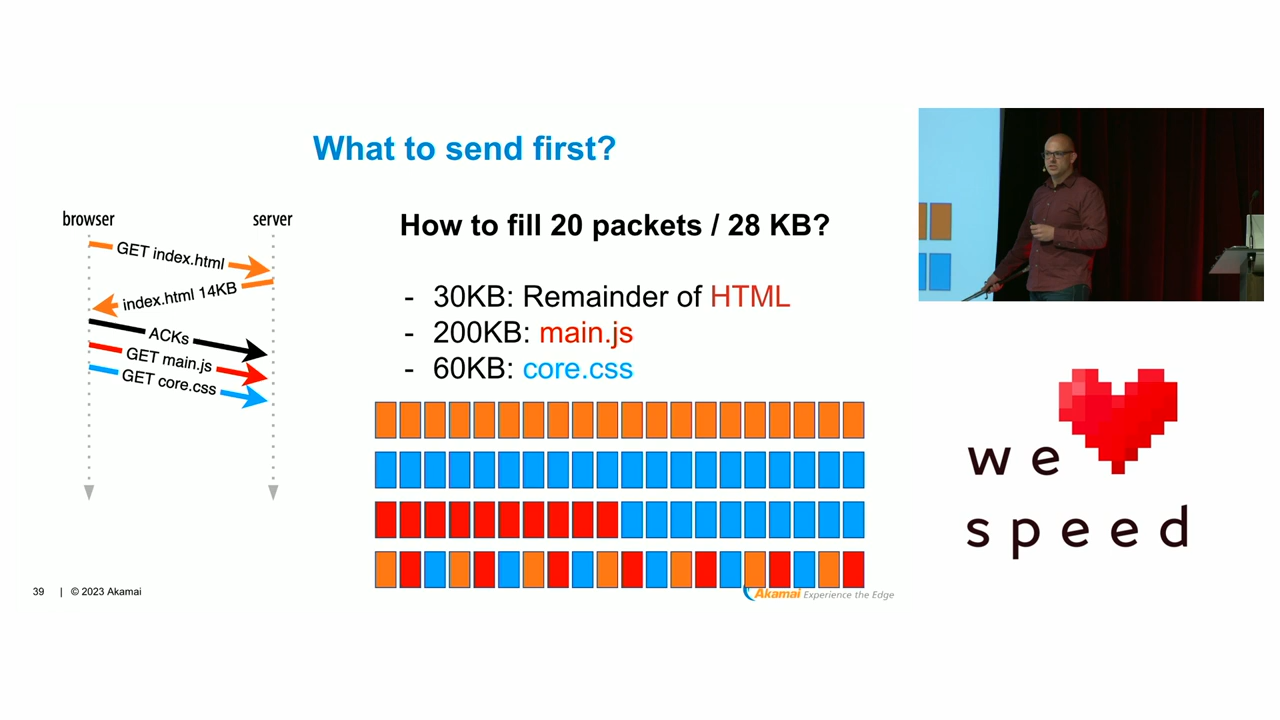 What to send first?
browser
server
GET index.html
index.html 14KB
ACKs
GET main.js
GET core.css
How to fill 20 packets / 28 KB?
- 30KB: Remainder of HTML
- 200KB: main.js
- 60KB: core.css
39 | © 2023 Akamai
Akamai Experience the Edge
we
speed